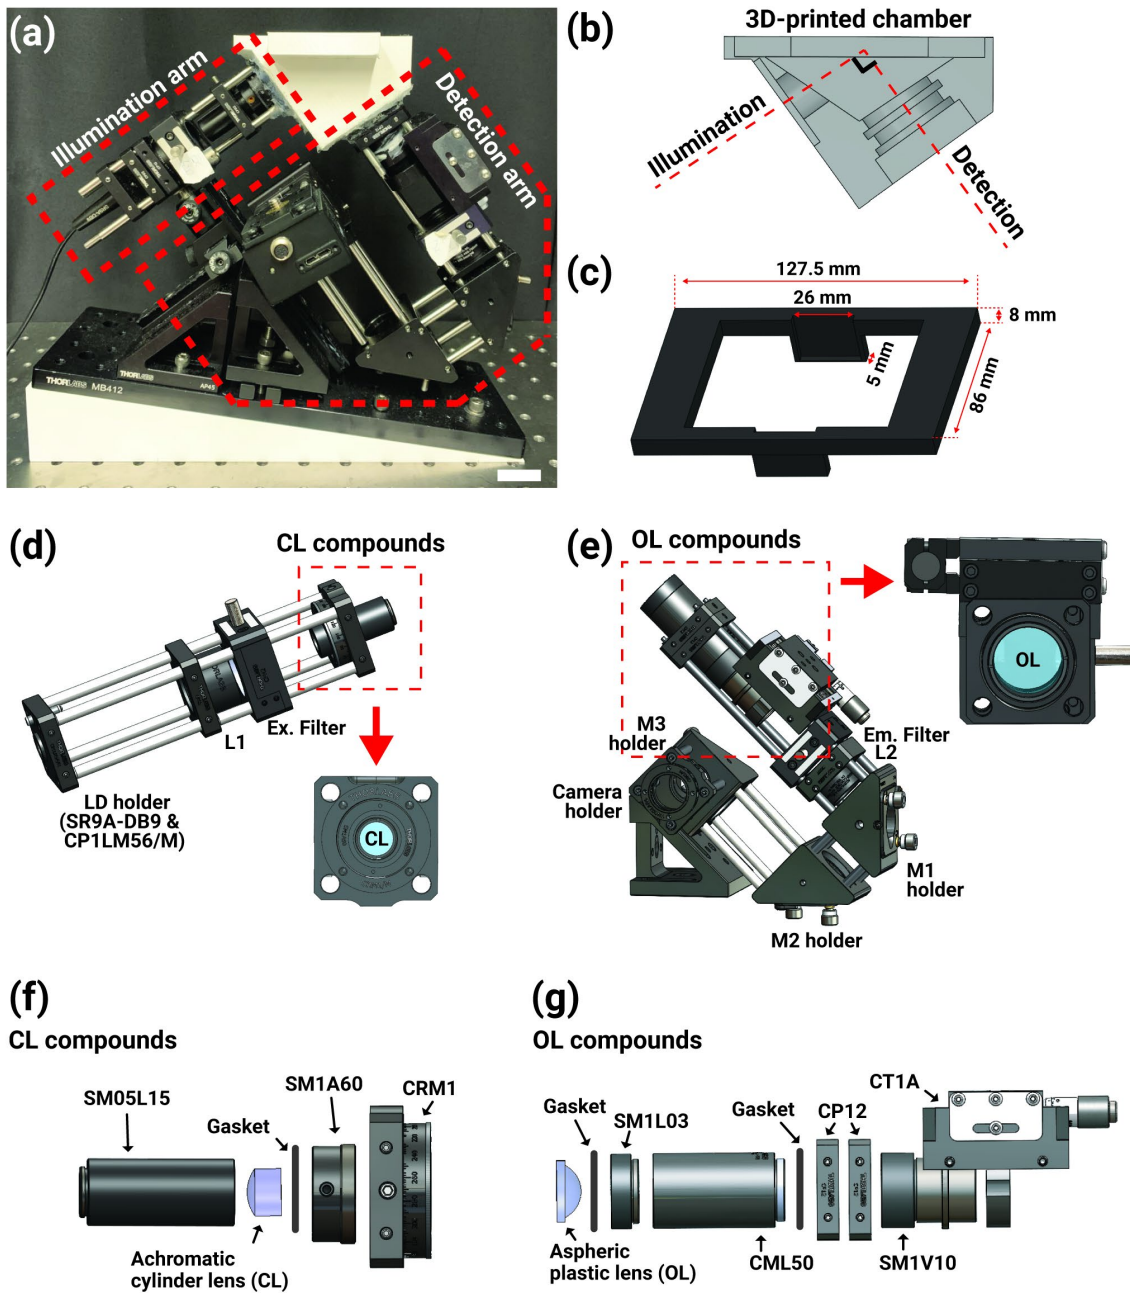 (a)
Illumination arm
Detection arm
THORLABS MB412
AP45
(b)
3D-printed chamber
Illumination
Detection
(c)
127.5 mm
26 mm
8 mm
5 mm
86 mm
(d)
CL compounds
L1
Ex. Filter
LD holder
(SR9A-DB9 &
CP1LM56/M)
CL
(e)
OL compounds
OL
M3
holder
Em. Filter
L2
Camera
holder
M1
holder
M2 holder
(f)
CL compounds
SM05L15
SM1A60
CRM1
Gasket
Achromatic
cylinder lens (CL)
(g)
OL compounds
CT1A
Gasket
SM1L03
Gasket
CP12
Aspheric
plastic lens (OL)
CML50
SM1V10